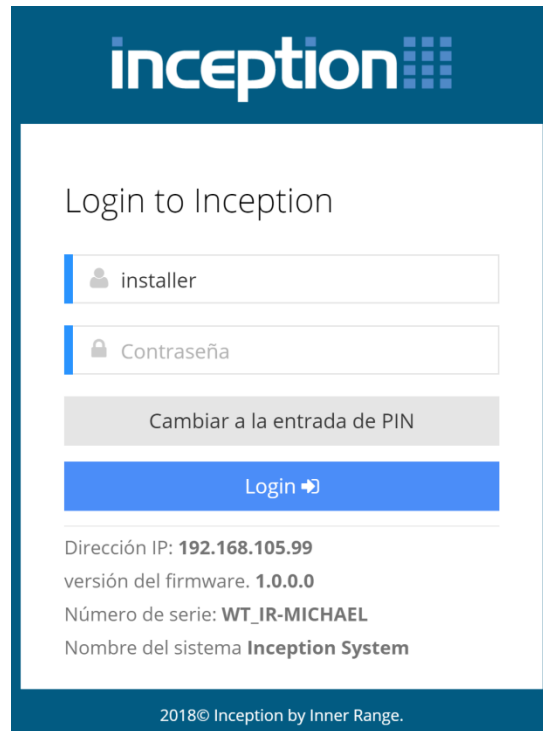 inception
Login to Inception
installer
Contraseña
Cambiar a la entrada de PIN
Login
Dirección IP: 192.168.105.99
versión del firmware. 1.0.0.0
Número de serie: WT_IR-MICHAEL
Nombre del sistema Inception System
2018© Inception by Inner Range.